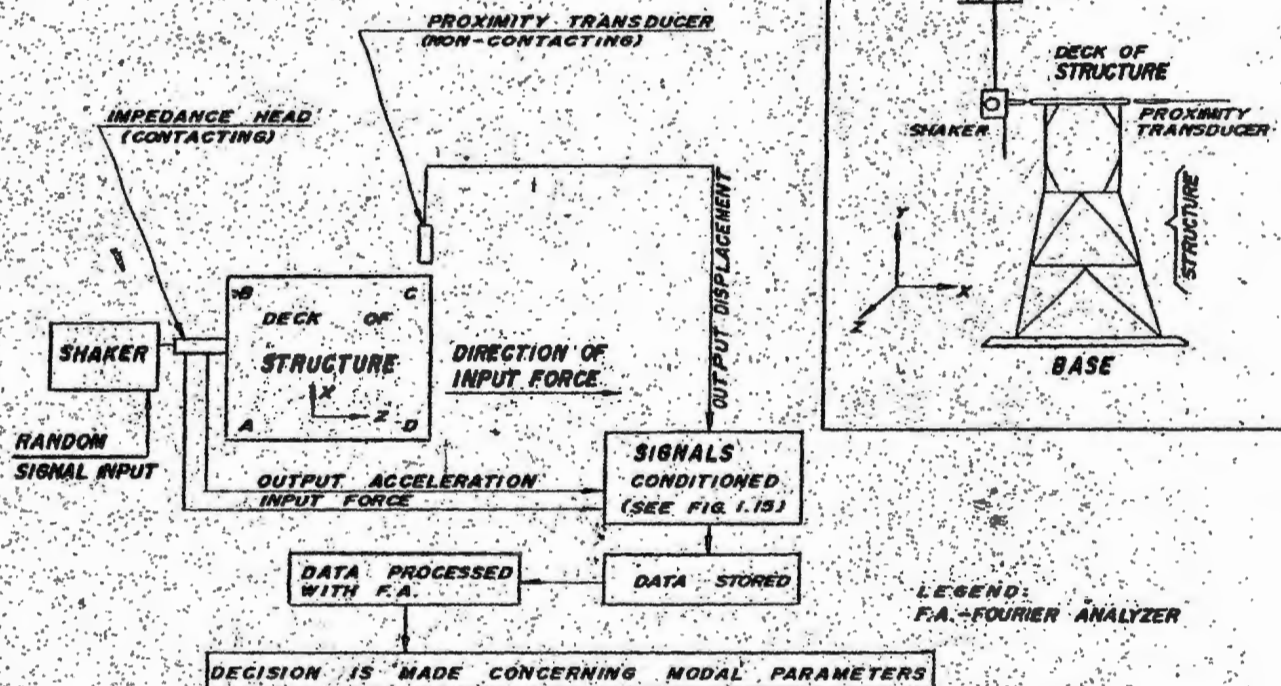 PROXIMITY TRANSDUCER
(NON-CONTACTING)
IMPEDANCE HEAD
(CONTACTING)
B
C
DECK OF
STRUCTURE
X
Z
A
D
SHAKER
RANDOM
SIGNAL INPUT
DIRECTION OF
INPUT FORCE
OUTPUT DISPLACEMENT
OUTPUT ACCELERATION
INPUT FORCE
SIGNALS
CONDITIONED
(SEE FIG. 1.15)
DATA STORED
DATA PROCESSED
WITH F.A.
DECISION IS MADE CONCERNING MODAL PARAMETERS
DECK OF
STRUCTURE
SHAKER
PROXIMITY
TRANSDUCER
STRUCTURE
Y
X
BASE
LEGEND:
F.A.-FOURIER ANALYZER